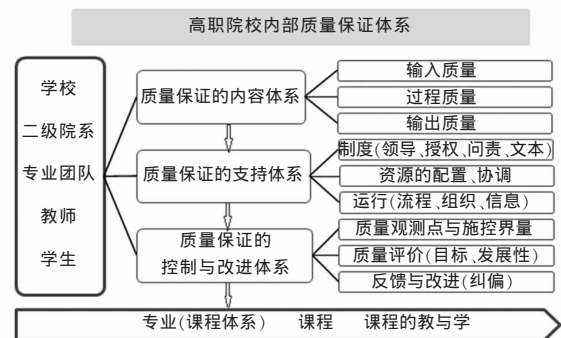 高职院校内部质量保证体系
学校
二级院系
专业团队
教师
学生
质量保证的内容体系
输入质量
过程质量
输出质量
质量保证的支持体系
制度(领导、授权、问责、文本)
资源的配置、协调
运行(流程、组织、信息)
质量保证的
控制与改进体系
质量观测点与施控界量
质量评价(目标、发展性)
反馈与改进(纠偏)
专业(课程体系) 课程 课程的教与学